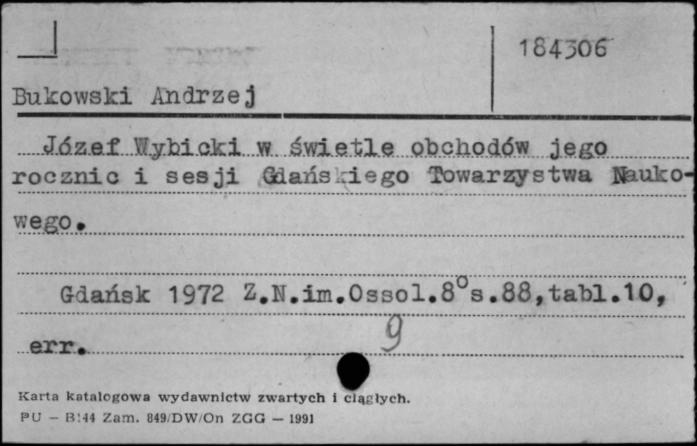 184306
Bukowski Andrzej
Józef Wybicki w świetle obchodów jego
rocznic i sesji Gdańskiego Towarzystwa Nauko-
wego.
Gdańsk 1972 Z.N.im.Ossol.8°s.88,tabl.10,
err.
9
Karta katalogowa wydawnictw zwartych i ciągłych.
PU – B144 Zam. 849/DW/On ZGG – 1991